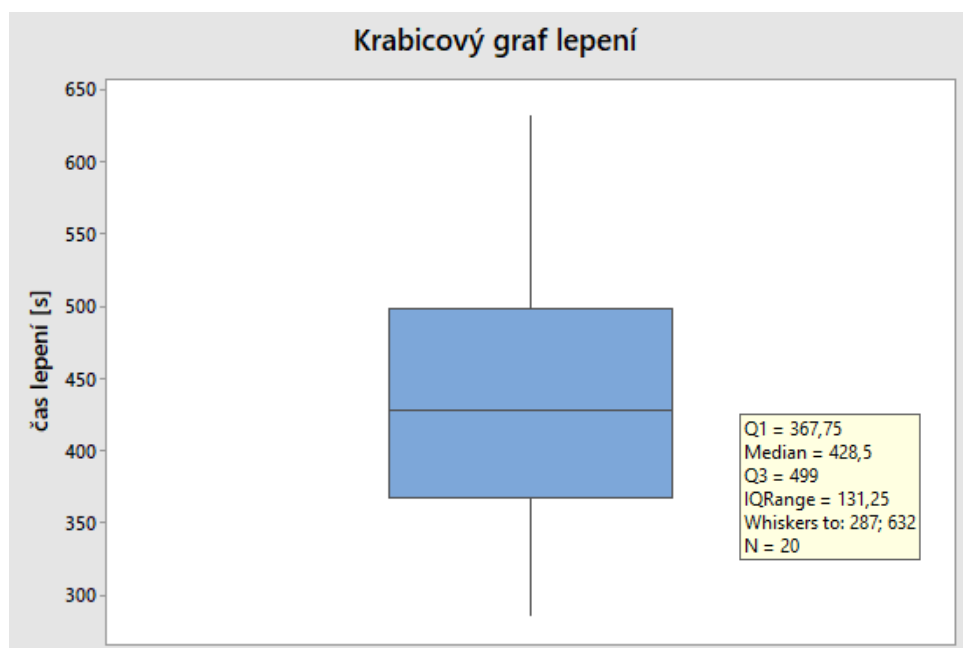 Krabicový graf lepení
650
600
550
500
450
400
350
300
čas lepení [s]
Q1 = 367,75
Median = 428,5
Q3 = 499
IQRange = 131,25
Whiskers to: 287; 632
N = 20